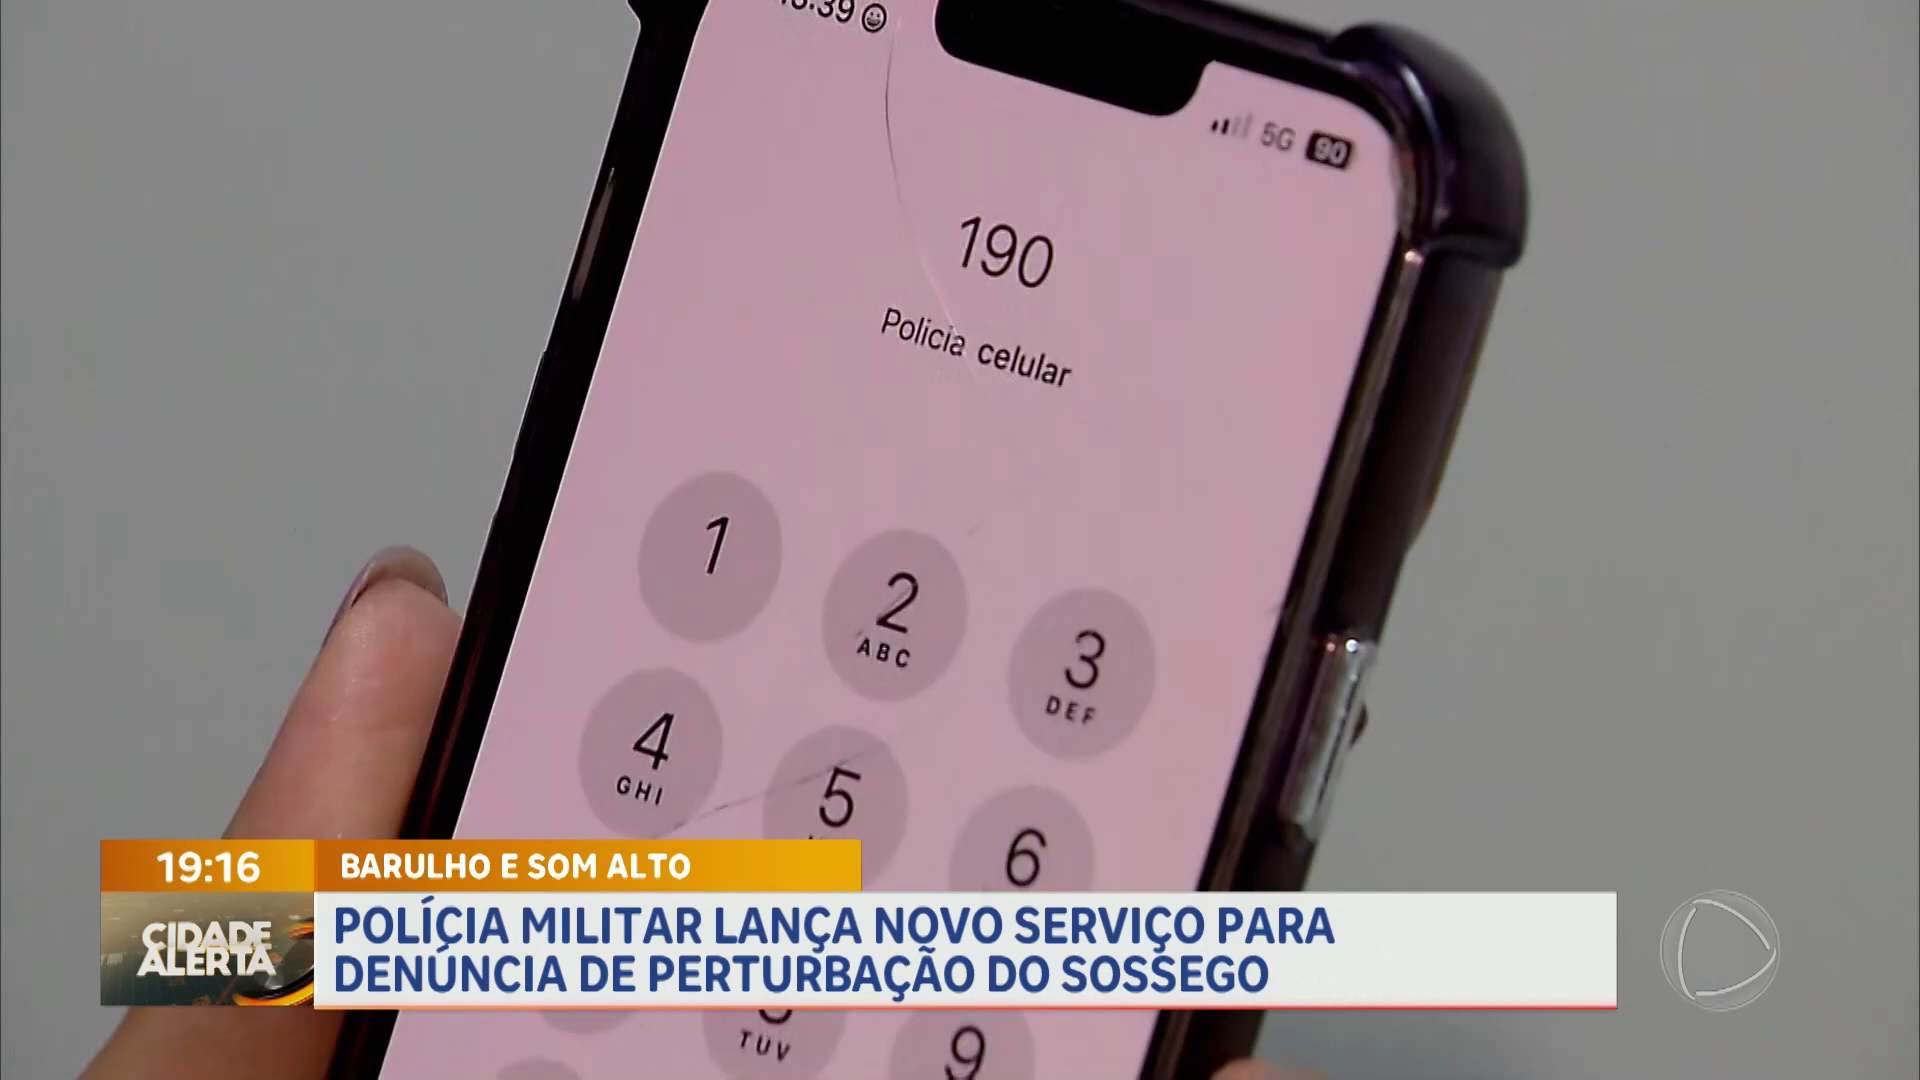 5G 90
190
Policia celular
1
2
ABC
3
DEF
4
GHI
5
6
19:16 BARULHO E SOM ALTO
CIDADE
ALERTA
POLÍCIA MILITAR LANÇA NOVO SERVIÇO PARA
DENÚNCIA DE PERTURBAÇÃO DO SOSSEGO
TUV
9